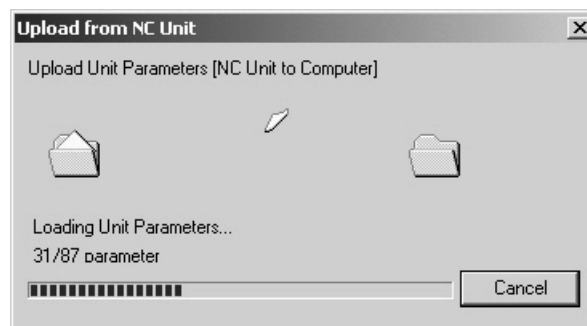 Upload from NC Unit
Upload Unit Parameters [NC Unit to Computer]
Loading Unit Parameters...
31/87 parameter
Cancel